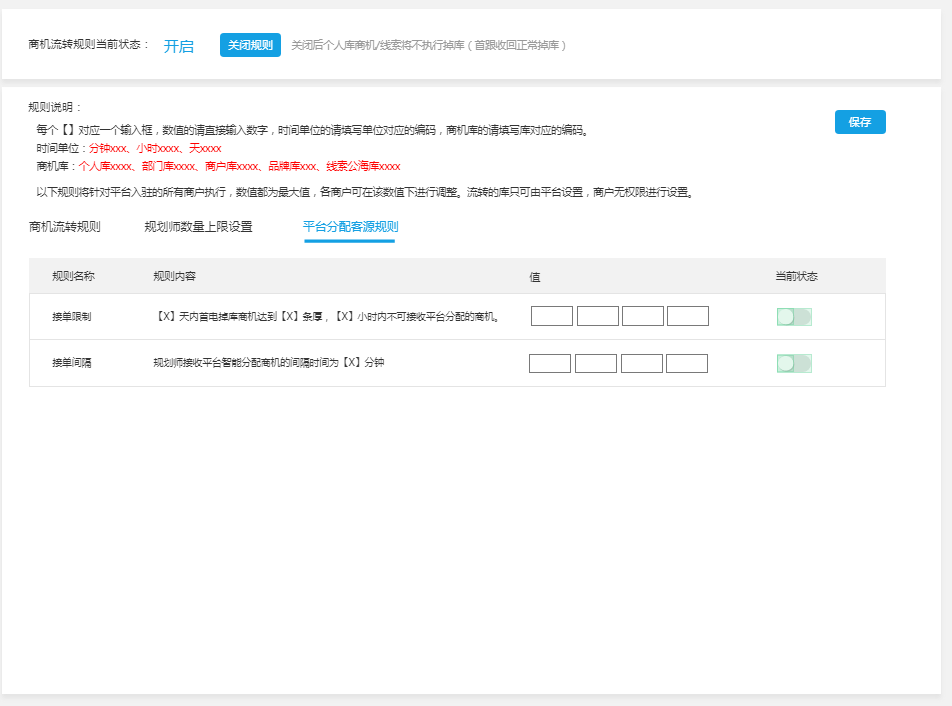 商机流转规则当前状态： 开启 关闭规则 关闭后个人库商机/线索将不执行掉库（首跟收回正常掉库）
规则说明：
每个【】对应一个输入框，数值的请直接输入数字，时间单位的请填写单位对应的编码，商机库的请填写库对应的编码。
保存
时间单位：分钟xxx、小时xxxx、天xxxx
商机库：个人库xxxx、部门库xxxx、商户库xxxx、品牌库xxx、线索公海库xxxx
以下规则将针对平台入驻的所有商户执行，数值都为最大值，各商户可在该数值下进行调整。流转的库只可由平台设置，商户无权限进行设置。
商机流转规则 规划师数量上限设置 平台分配客源规则
规则名称 规则内容 值 当前状态
接单限制 【X】天内首电掉库商机达到【X】条厚，【X】小时内不可接收平台分配的商机。
接单间隔 规划师接收平台智能分配商机的间隔时间为【X】分钟